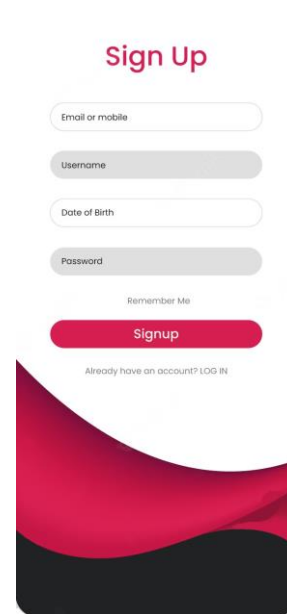 Sign Up
Email or mobile
Username
Date of Birth
Password
Remember Me
Signup
Already have an account? LOG IN